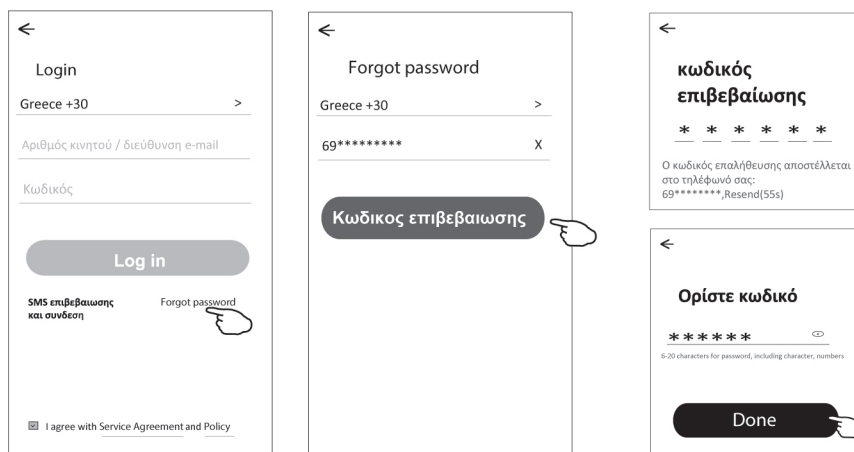 Login
Greece +30 >
Αριθμός κινητού / διεύθυνση e-mail
Κωδικός
Log in
SMS επιβεβαιωσης
και συνδεση
Forgot password
I agree with Service Agreement and Policy
Forgot password
Greece +30 >
69********* X
Κωδικος επιβεβαιωσης
κωδικός
επιβεβαίωσης
* * * * * *
Ο κωδικός επαλήθευσης αποστέλλεται
στο τηλέφωνό σας:
69********,Resend(55s)
Ορίστε κωδικό
******
6-20 characters for password, including character, numbers
Done